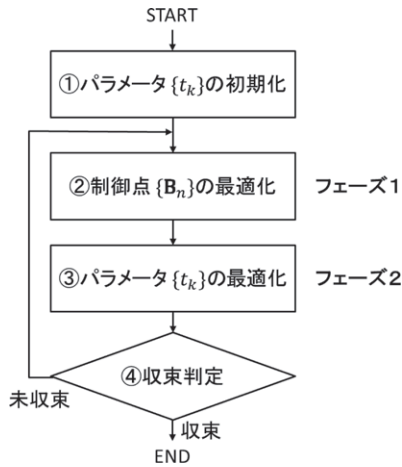 START
①パラメータ{t_k}の初期化
②制御点{B_n}の最適化 フェーズ1
③パラメータ{t_k}の最適化 フェーズ2
④収束判定
未収束
収束
END